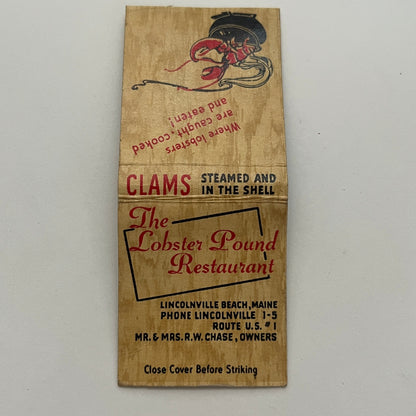 Where lobsters
are caught, cooked
and eaten!
CLAMS STEAMED AND
IN THE SHELL
The
Lobster Pound
Restaurant
LINCOLNVILLE BEACH, MAINE
PHONE LINCOLNVILLE 1-5
ROUTE U.S. #1
MR. & MRS. R.W. CHASE, OWNERS
Close Cover Before Striking